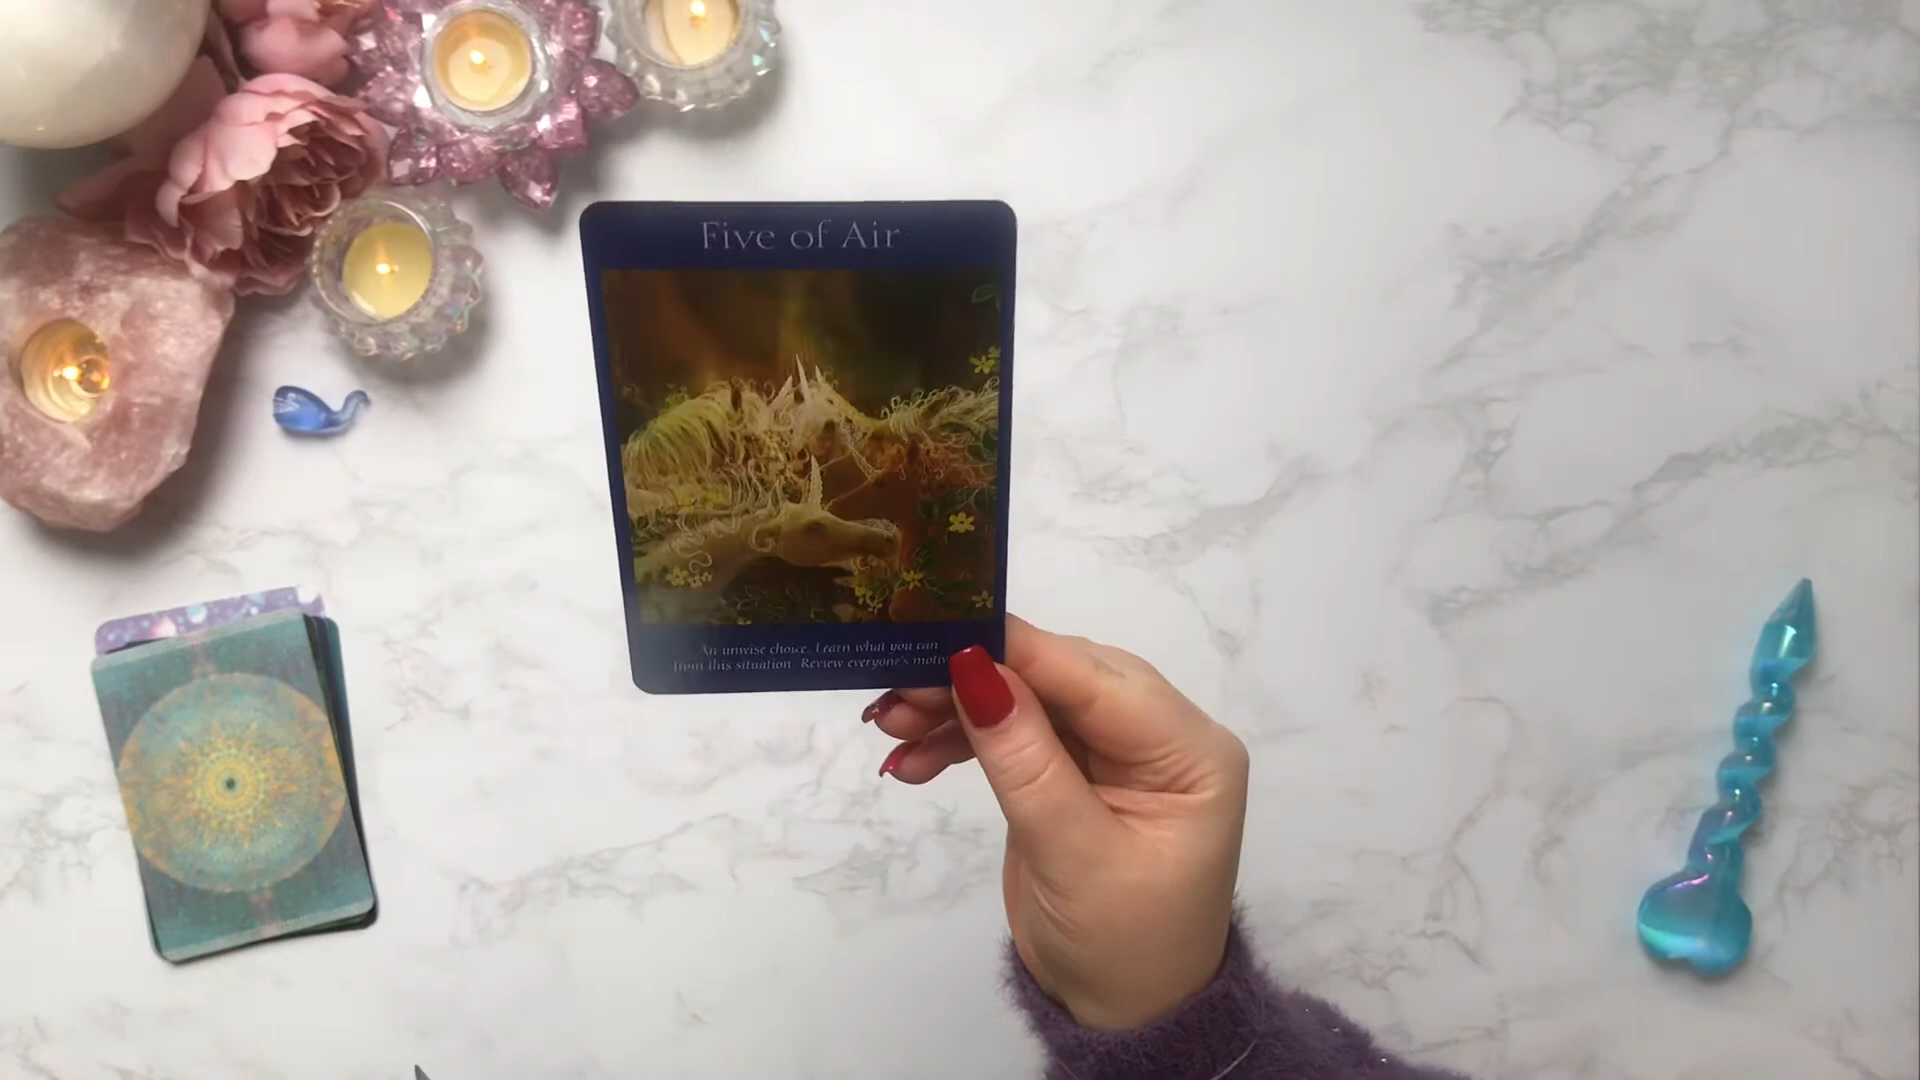 Five of Air
An unwise choice. Learn what you can
from this situation. Review everyone's